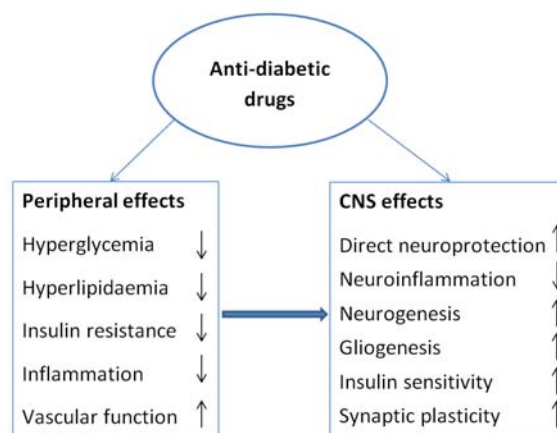 Anti-diabetic
drugs
Peripheral effects
Hyperglycemia ↓
Hyperlipidaemia ↓
Insulin resistance ↓
Inflammation ↓
Vascular function ↑
CNS effects
Direct neuroprotection ↑
Neuroinflammation ↓
Neurogenesis ↑
Gliogenesis ↑
Insulin sensitivity ↑
Synaptic plasticity ↑